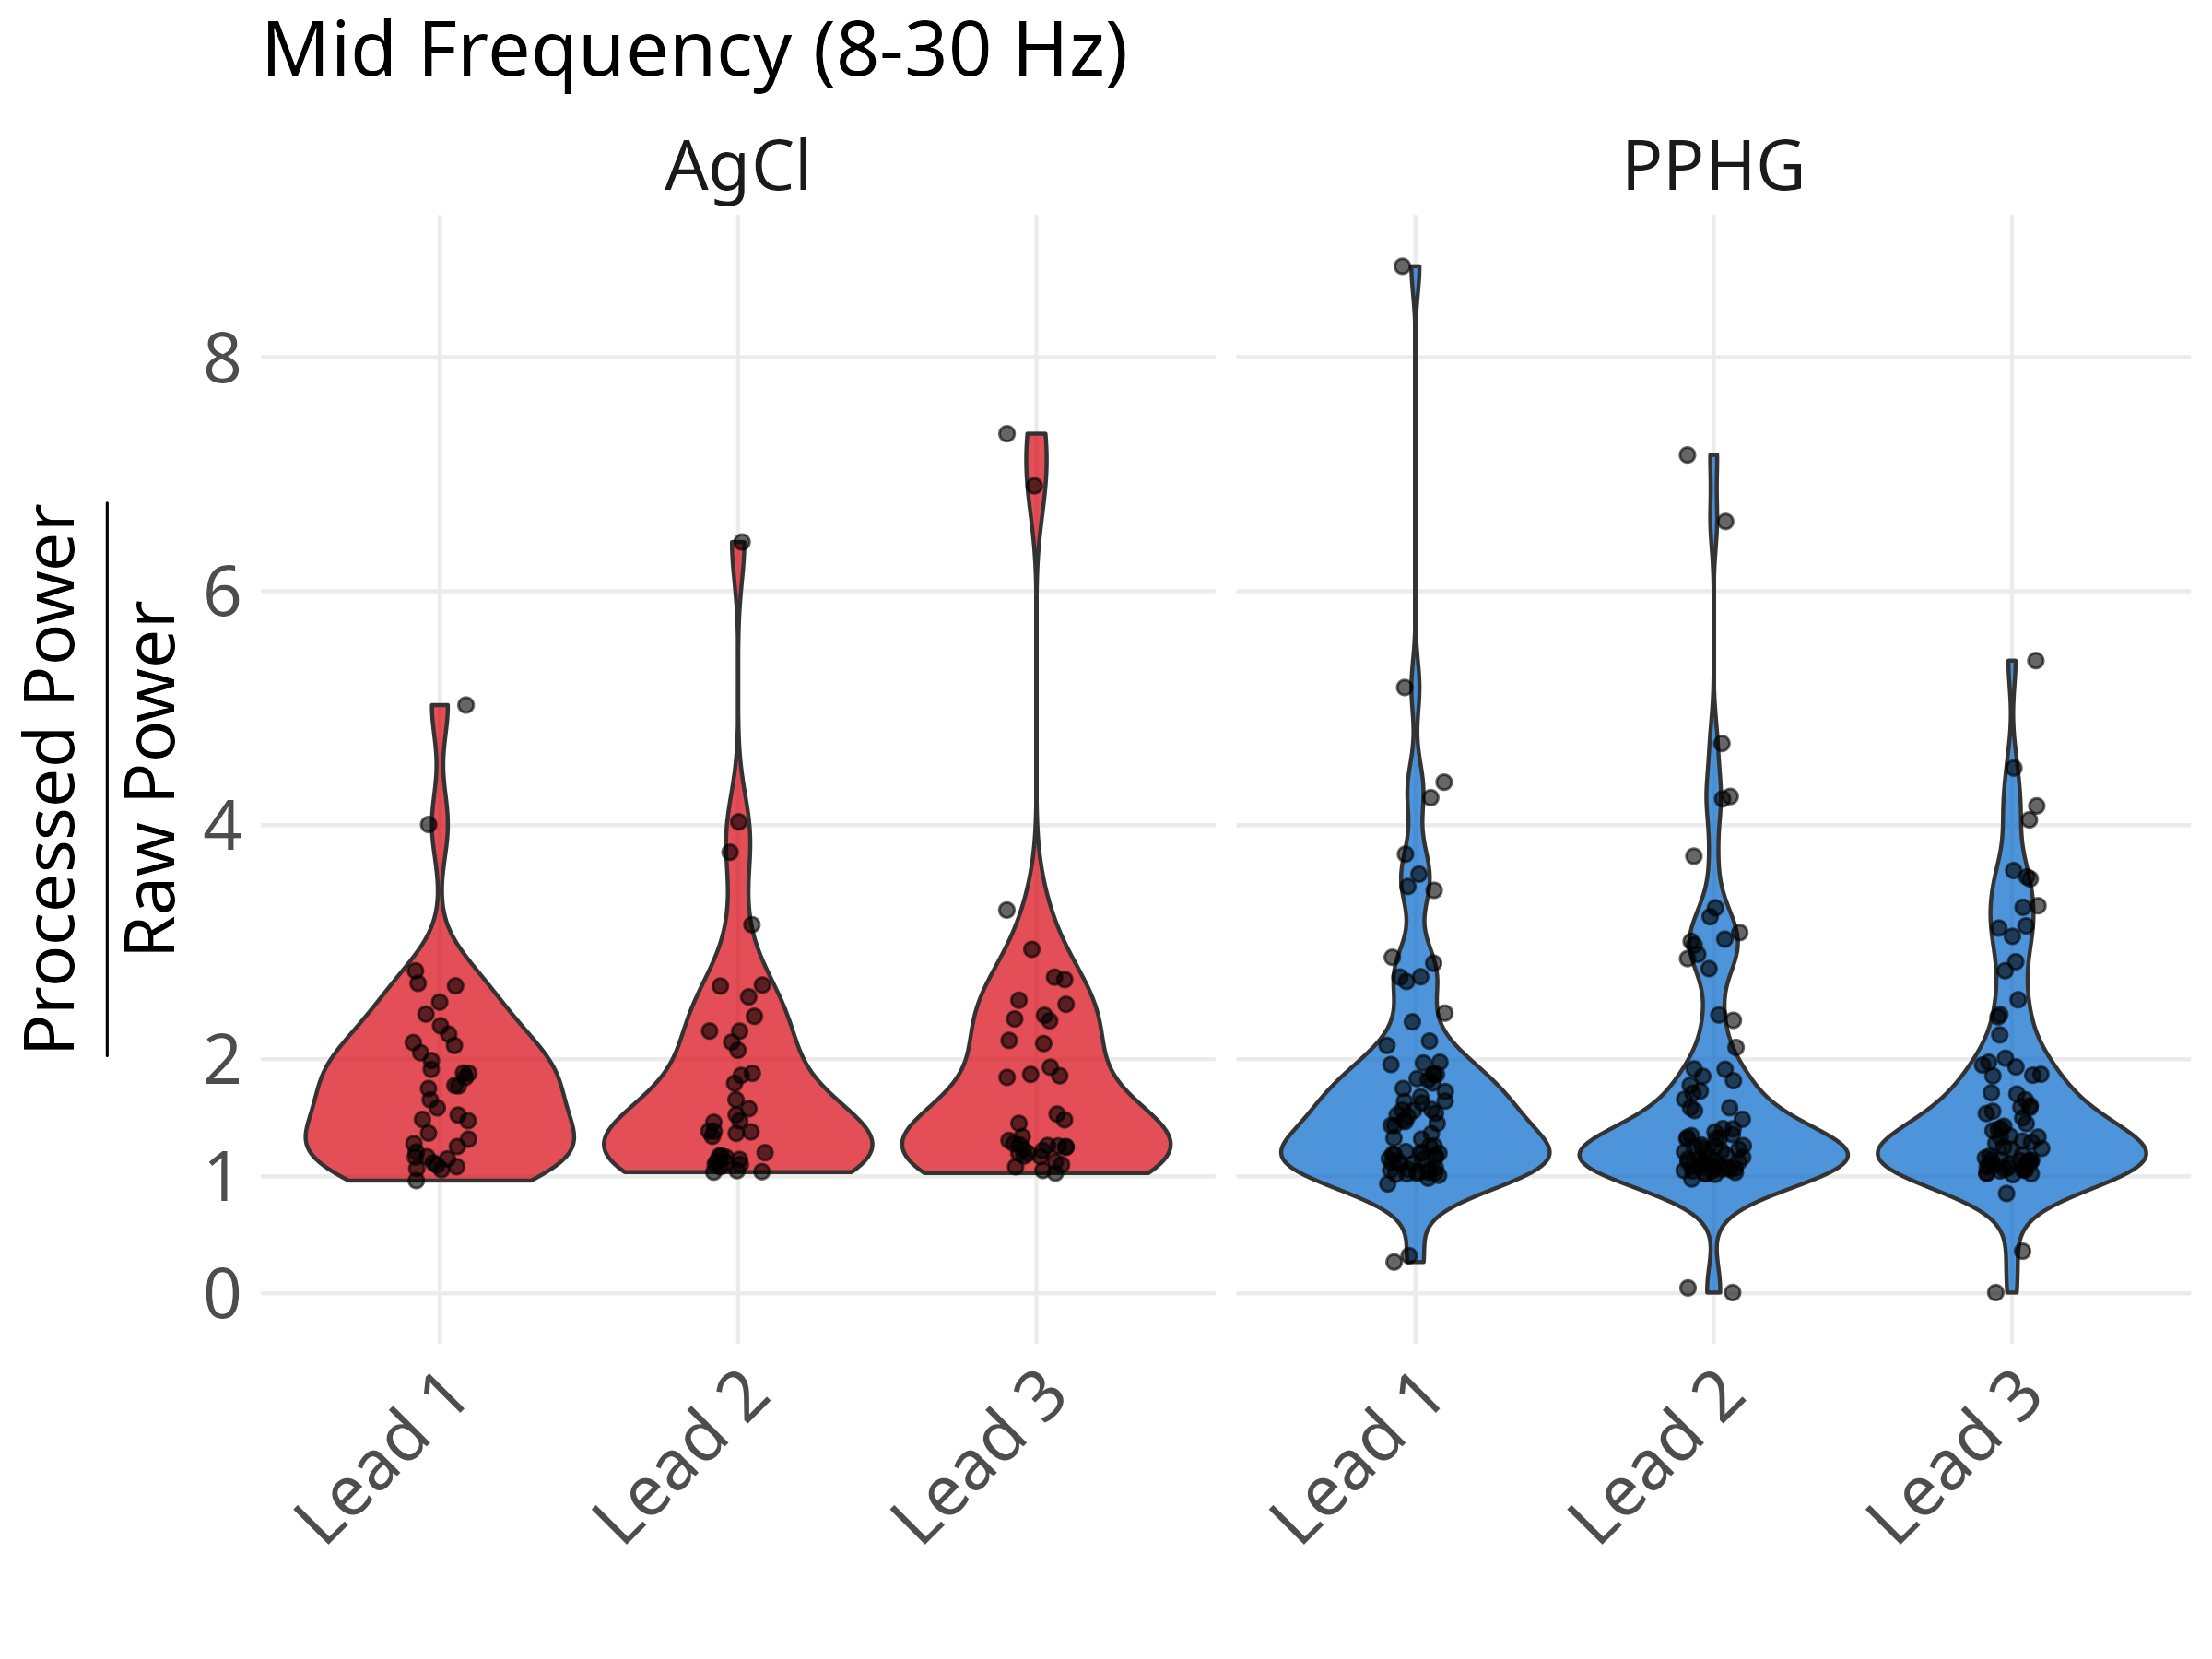 Mid Frequency (8-30 Hz)
AgCl
PPHG
Processed Power
Raw Power
8
6
4
2
1
0
Lead 1
Lead 2
Lead 3
Lead 1
Lead 2
Lead 3